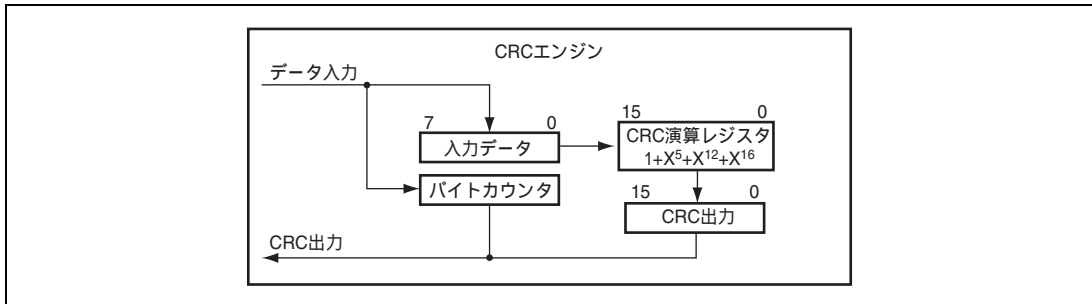 CRCエンジン
データ入力
7 0
入力データ
バイトカウンタ
15 0
CRC演算レジスタ
1+X⁵+X¹²+X¹⁶
15 0
CRC出力
CRC出力